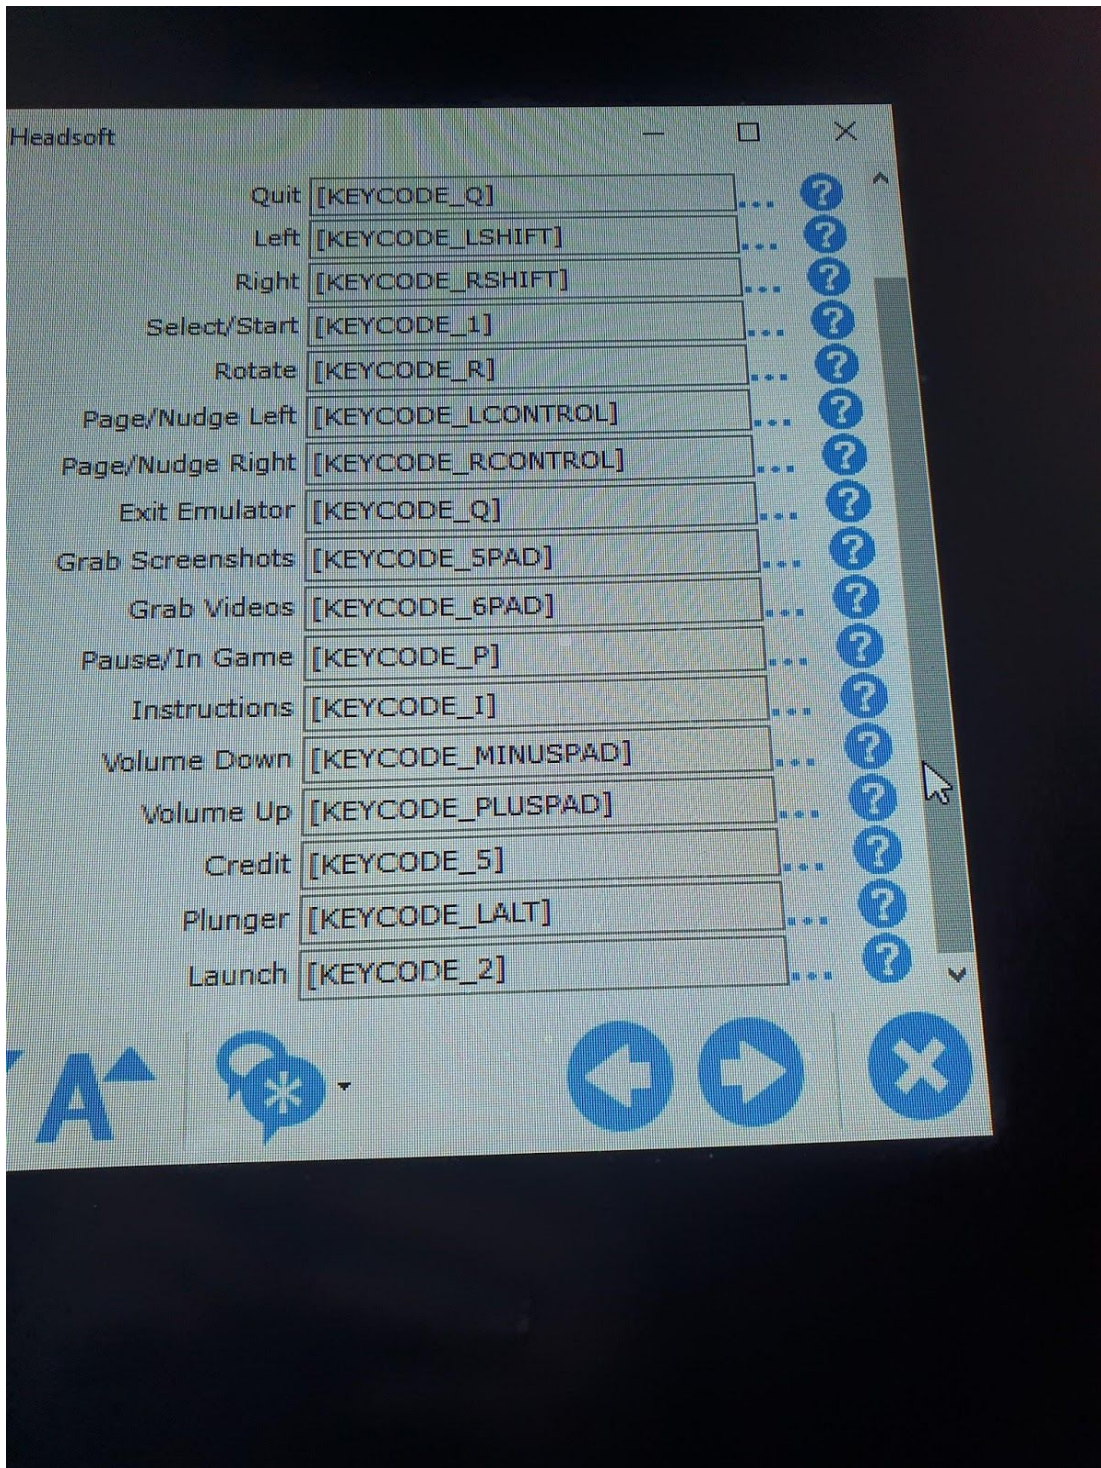 Headsoft
Quit [KEYCODE_Q] ... ?
Left [KEYCODE_LSHIFT] ... ?
Right [KEYCODE_RSHIFT] ... ?
Select/Start [KEYCODE_1] ... ?
Rotate [KEYCODE_R] ... ?
Page/Nudge Left [KEYCODE_LCONTROL] ... ?
Page/Nudge Right [KEYCODE_RCONTROL] ... ?
Exit Emulator [KEYCODE_Q] ... ?
Grab Screenshots [KEYCODE_5PAD] ... ?
Grab Videos [KEYCODE_6PAD] ... ?
Pause/In Game [KEYCODE_P] ... ?
Instructions [KEYCODE_I] ... ?
Volume Down [KEYCODE_MINUSPAD] ... ?
Volume Up [KEYCODE_PLUSPAD] ... ?
Credit [KEYCODE_5] ... ?
Plunger [KEYCODE_LALT] ... ?
Launch [KEYCODE_2] ... ?
A